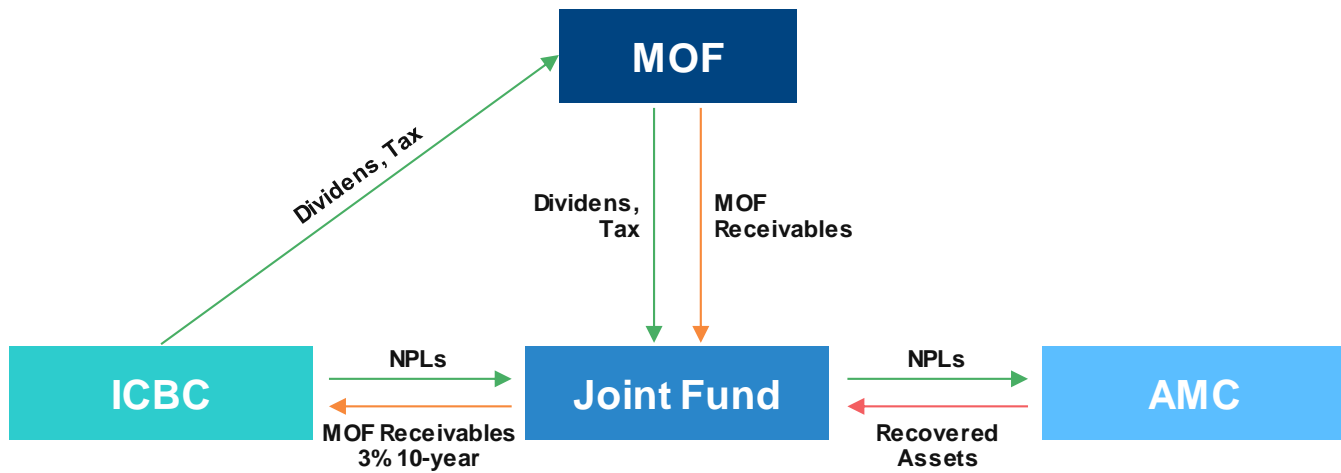 MOF
Dividens, Tax
Dividens,
Tax
MOF
Receivables
ICBC
NPLs
MOF Receivables
3% 10-year
Joint Fund
NPLs
Recovered
Assets
AMC